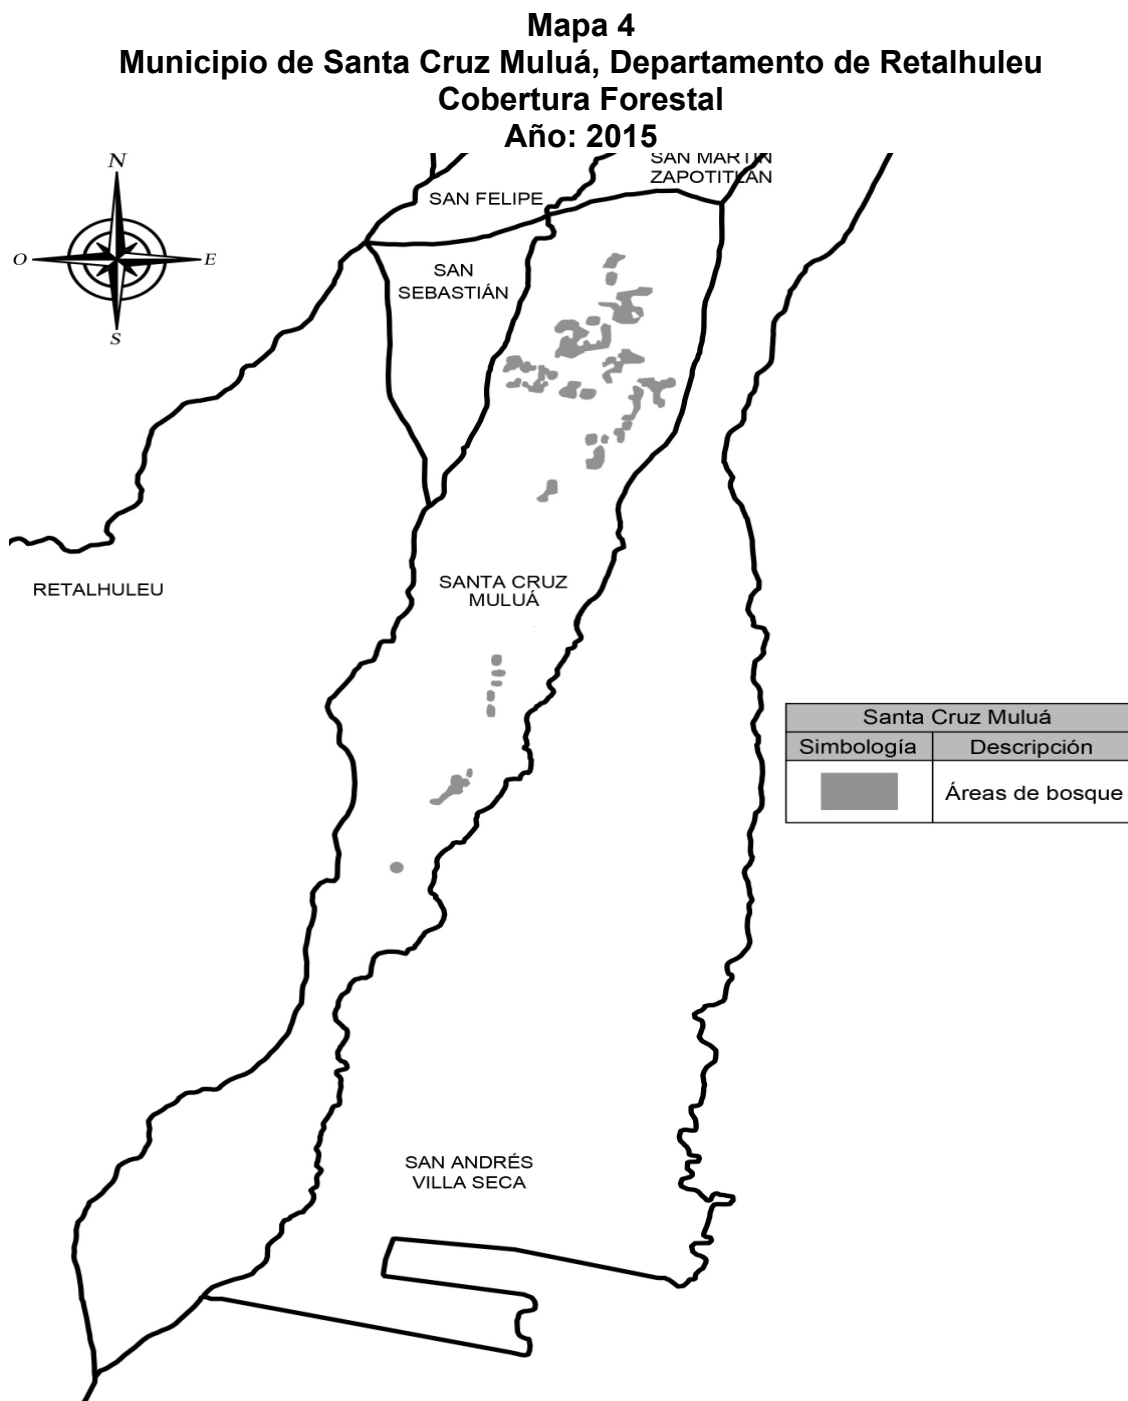 Mapa 4
Municipio de Santa Cruz Muluá, Departamento de Retalhuleu
Cobertura Forestal
Año: 2015
N
O
E
S
SAN MARTIN
ZAPOTITLÁN
SAN FELIPE
SAN
SEBASTIÁN
RETALHULEU
SANTA CRUZ
MULUÁ
Santa Cruz Muluá
Simbología
Descripción
Áreas de bosque
SAN ANDRÉS
VILLA SECA